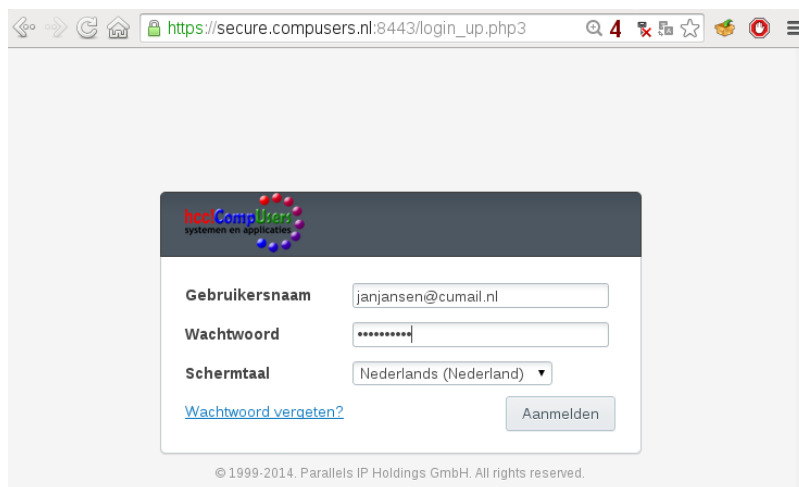 https://secure.compusers.nl:8443/login_up.php3 4
hcc!CompUsers
systemen en applicaties
Gebruikersnaam janjansen@cumail.nl
Wachtwoord ••••••••••
Schermtaal Nederlands (Nederland)
Wachtwoord vergeten? Aanmelden
© 1999-2014. Parallels IP Holdings GmbH. All rights reserved.